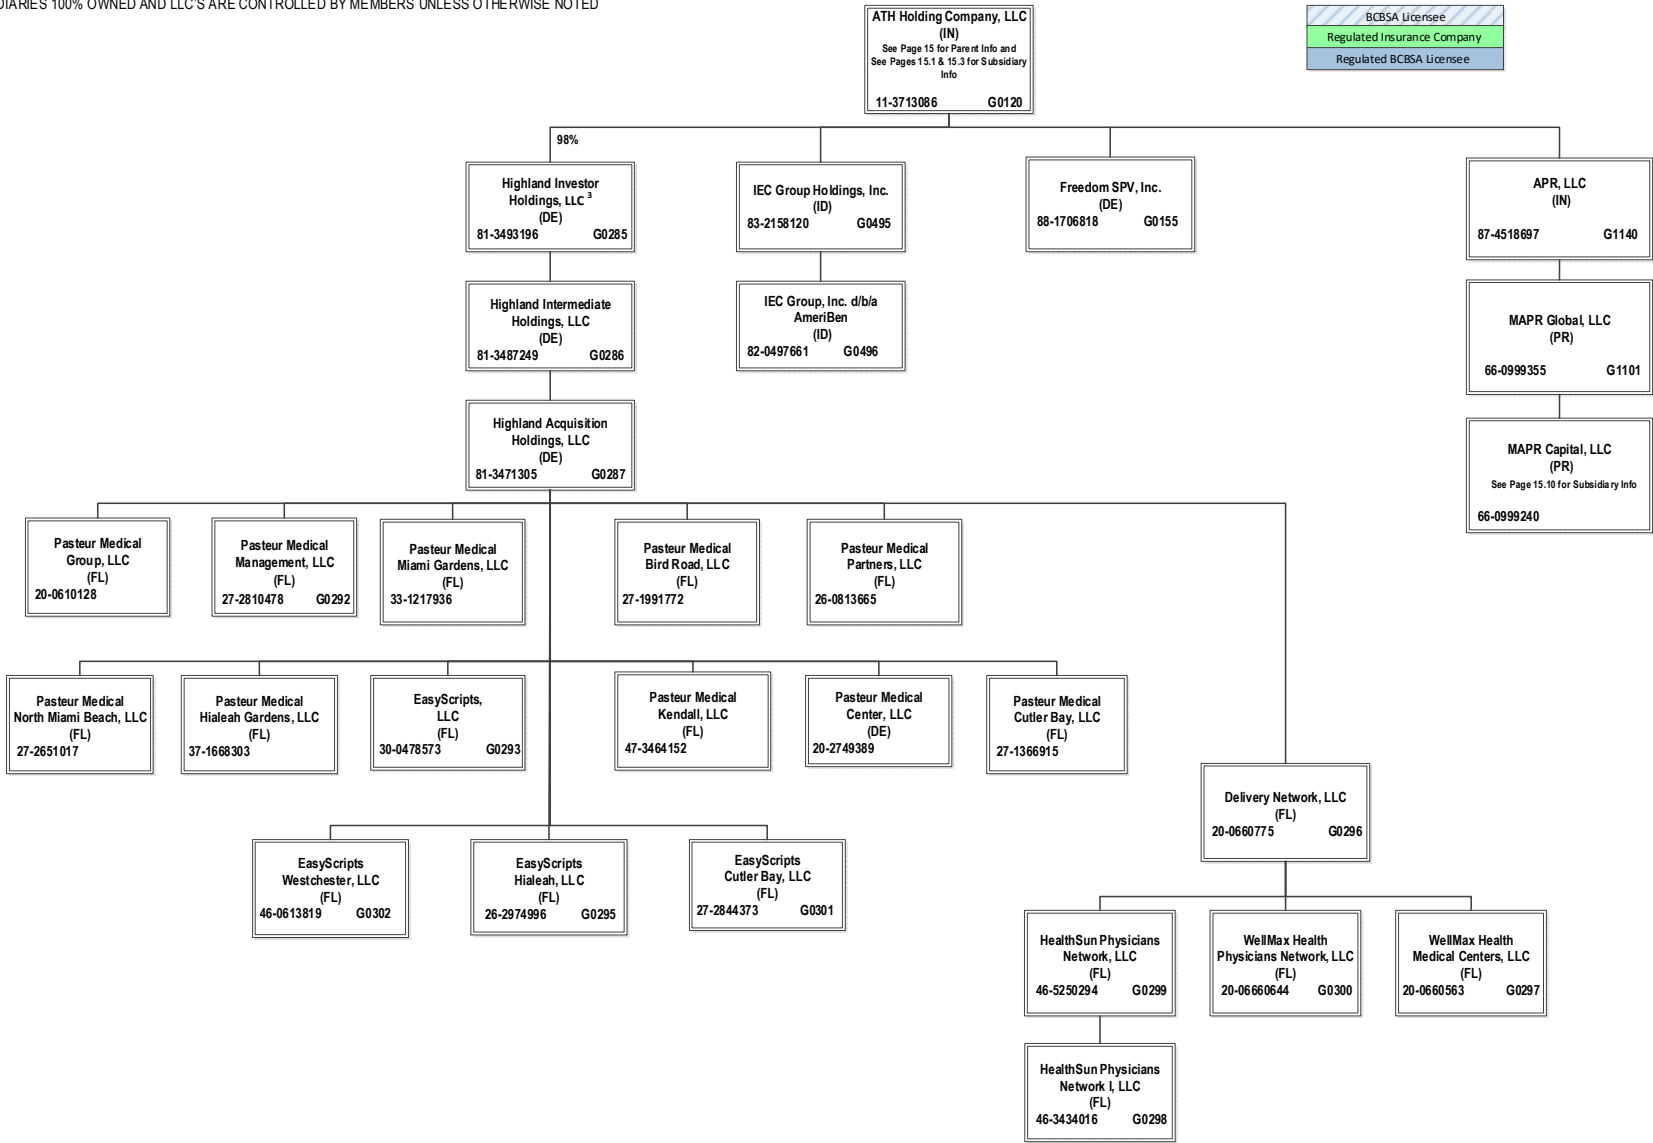 DIARIES 100% OWNED AND LLC'S ARE CONTROLLED BY MEMBERS UNLESS OTHERWISE NOTED
ATH Holding Company, LLC
(IN)
See Page 15 for Parent Info and
See Pages 15.1 & 15.3 for Subsidiary
Info
11-3713086 G0120
BCBSA Licensee
Regulated Insurance Company
Regulated BCBSA Licensee
98%
Highland Investor
Holdings, LLC 3
(DE)
81-3493196 G0285
IEC Group Holdings, Inc.
(ID)
83-2158120 G0495
Freedom SPV, Inc.
(DE)
88-1706818 G0155
APR, LLC
(IN)
87-4518697 G1140
Highland Intermediate
Holdings, LLC
(DE)
81-3487249 G0286
IEC Group, Inc. d/b/a
AmeriBen
(ID)
82-0497661 G0496
MAPR Global, LLC
(PR)
66-0999355 G1101
Highland Acquisition
Holdings, LLC
(DE)
81-3471305 G0287
MAPR Capital, LLC
(PR)
See Page 15.10 for Subsidiary Info
66-0999240
Pasteur Medical
Group, LLC
(FL)
20-0610128
Pasteur Medical
Management, LLC
(FL)
27-2810478 G0292
Pasteur Medical
Miami Gardens, LLC
(FL)
33-1217936
Pasteur Medical
Bird Road, LLC
(FL)
27-1991772
Pasteur Medical
Partners, LLC
(FL)
26-0813665
Pasteur Medical
North Miami Beach, LLC
(FL)
27-2651017
Pasteur Medical
Hialeah Gardens, LLC
(FL)
37-1668303
EasyScripts,
LLC
(FL)
30-0478573 G0293
Pasteur Medical
Kendall, LLC
(FL)
47-3464152
Pasteur Medical
Center, LLC
(DE)
20-2749389
Pasteur Medical
Cutler Bay, LLC
(FL)
27-1366915
Delivery Network, LLC
(FL)
20-0660775 G0296
EasyScripts
Westchester, LLC
(FL)
46-0613819 G0302
EasyScripts
Hialeah, LLC
(FL)
26-2974996 G0295
EasyScripts
Cutler Bay, LLC
(FL)
27-2844373 G0301
HealthSun Physicians
Network, LLC
(FL)
46-5250294 G0299
WellMax Health
Physicians Network, LLC
(FL)
20-06660644 G0300
WellMax Health
Medical Centers, LLC
(FL)
20-0660563 G0297
HealthSun Physicians
Network I, LLC
(FL)
46-3434016 G0298